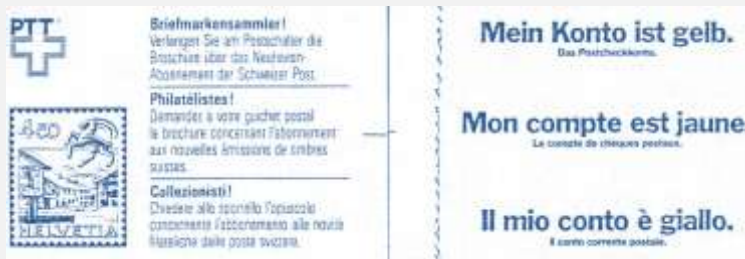 PTT
Briefmarkensammler!
Verlangen Sie am Postschalter die
Broschüre über das Neuheiten-
Abonnement der Schweizer Post.
Philatélistes!
Demandez à votre guichet postal
la brochure concernant l'abonnement
aux nouvelles émissions de timbres
suisses.
Collezionisti!
Chiedete allo sportello l'opuscolo
concernente l'abbonamento alle novità
filateliche delle poste svizzere.
HELVETIA
Mein Konto ist gelb.
Das Postcheckkonto.
Mon compte est jaune
Le compte de chèques postaux.
Il mio conto è giallo.
Il conto corrente postale.